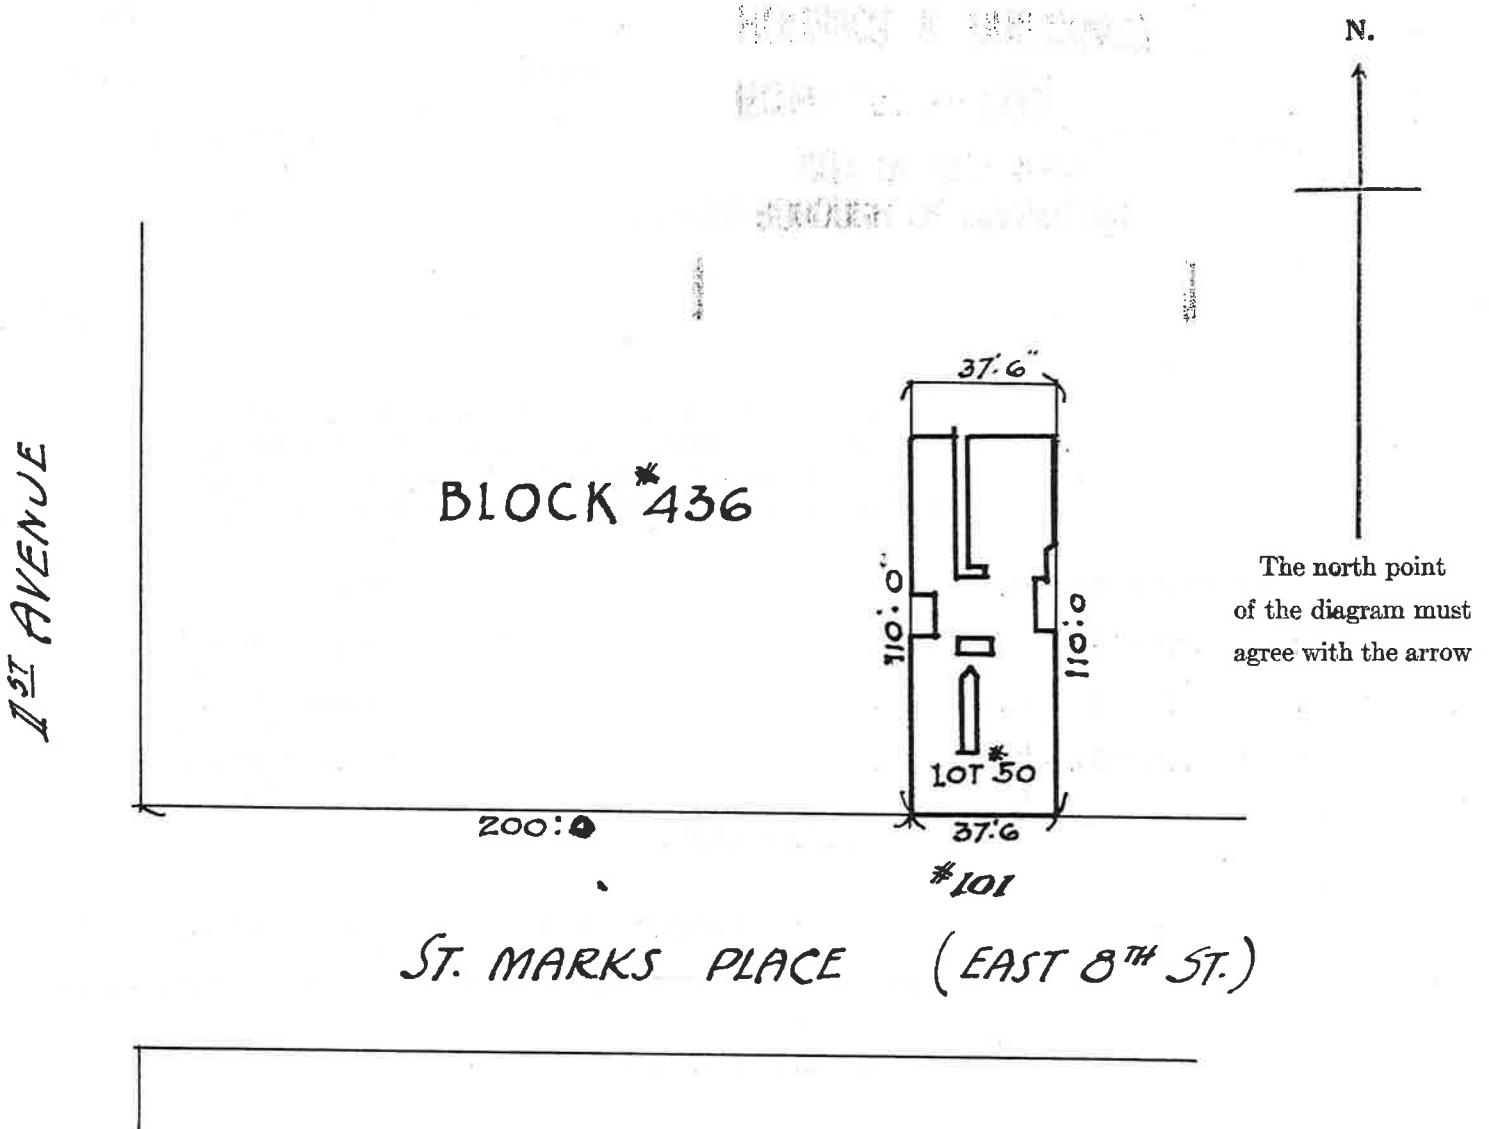 N.
37'.6"
BLOCK #436
1ST AVENUE
110:0"
110:0
The north point
of the diagram must
agree with the arrow
LOT #50
200:0
37'.6
#101
ST. MARKS PLACE (EAST 8TH ST.)